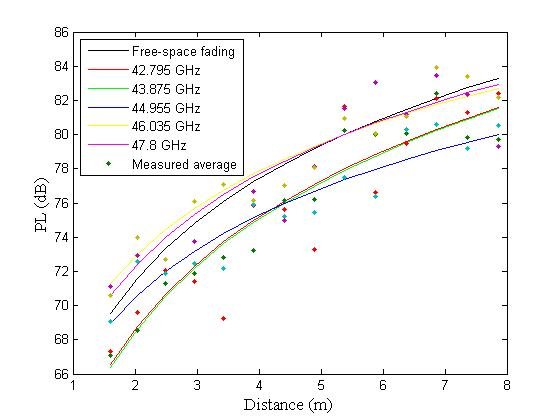 86
84
82
80
78
76
74
72
70
68
66
PL (dB)
Free-space fading
42.795 GHz
43.875 GHz
44.955 GHz
46.035 GHz
47.8 GHz
Measured average
1 2 3 4 5 6 7 8
Distance (m)